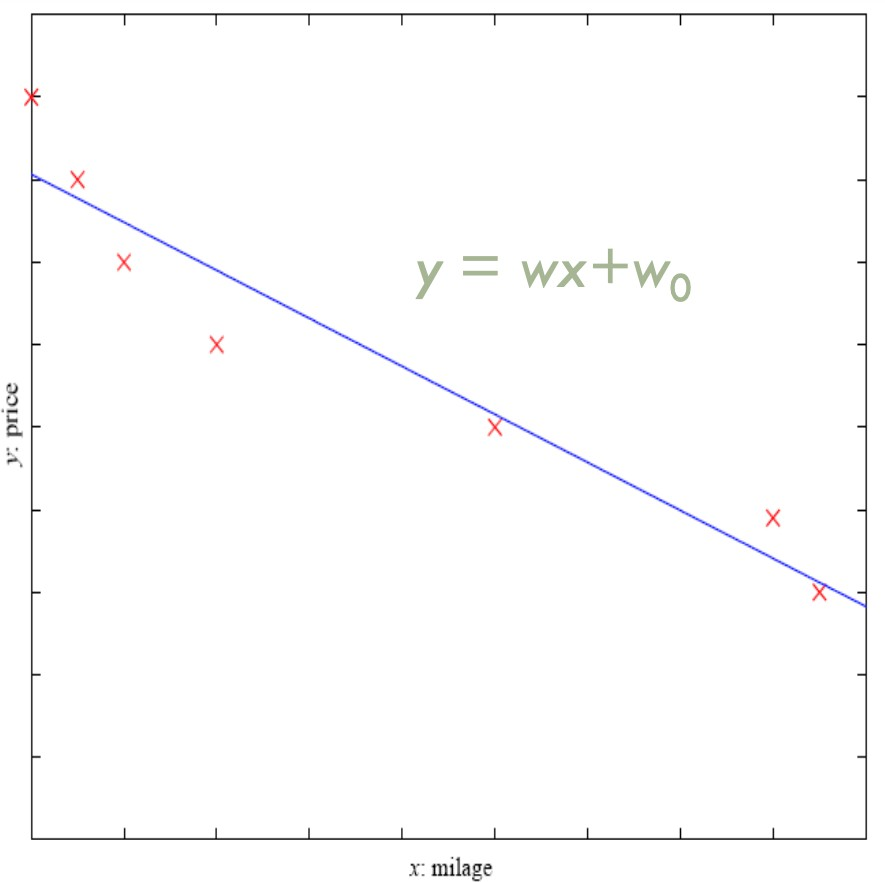 y = wx+w₀
y: price
x: milage